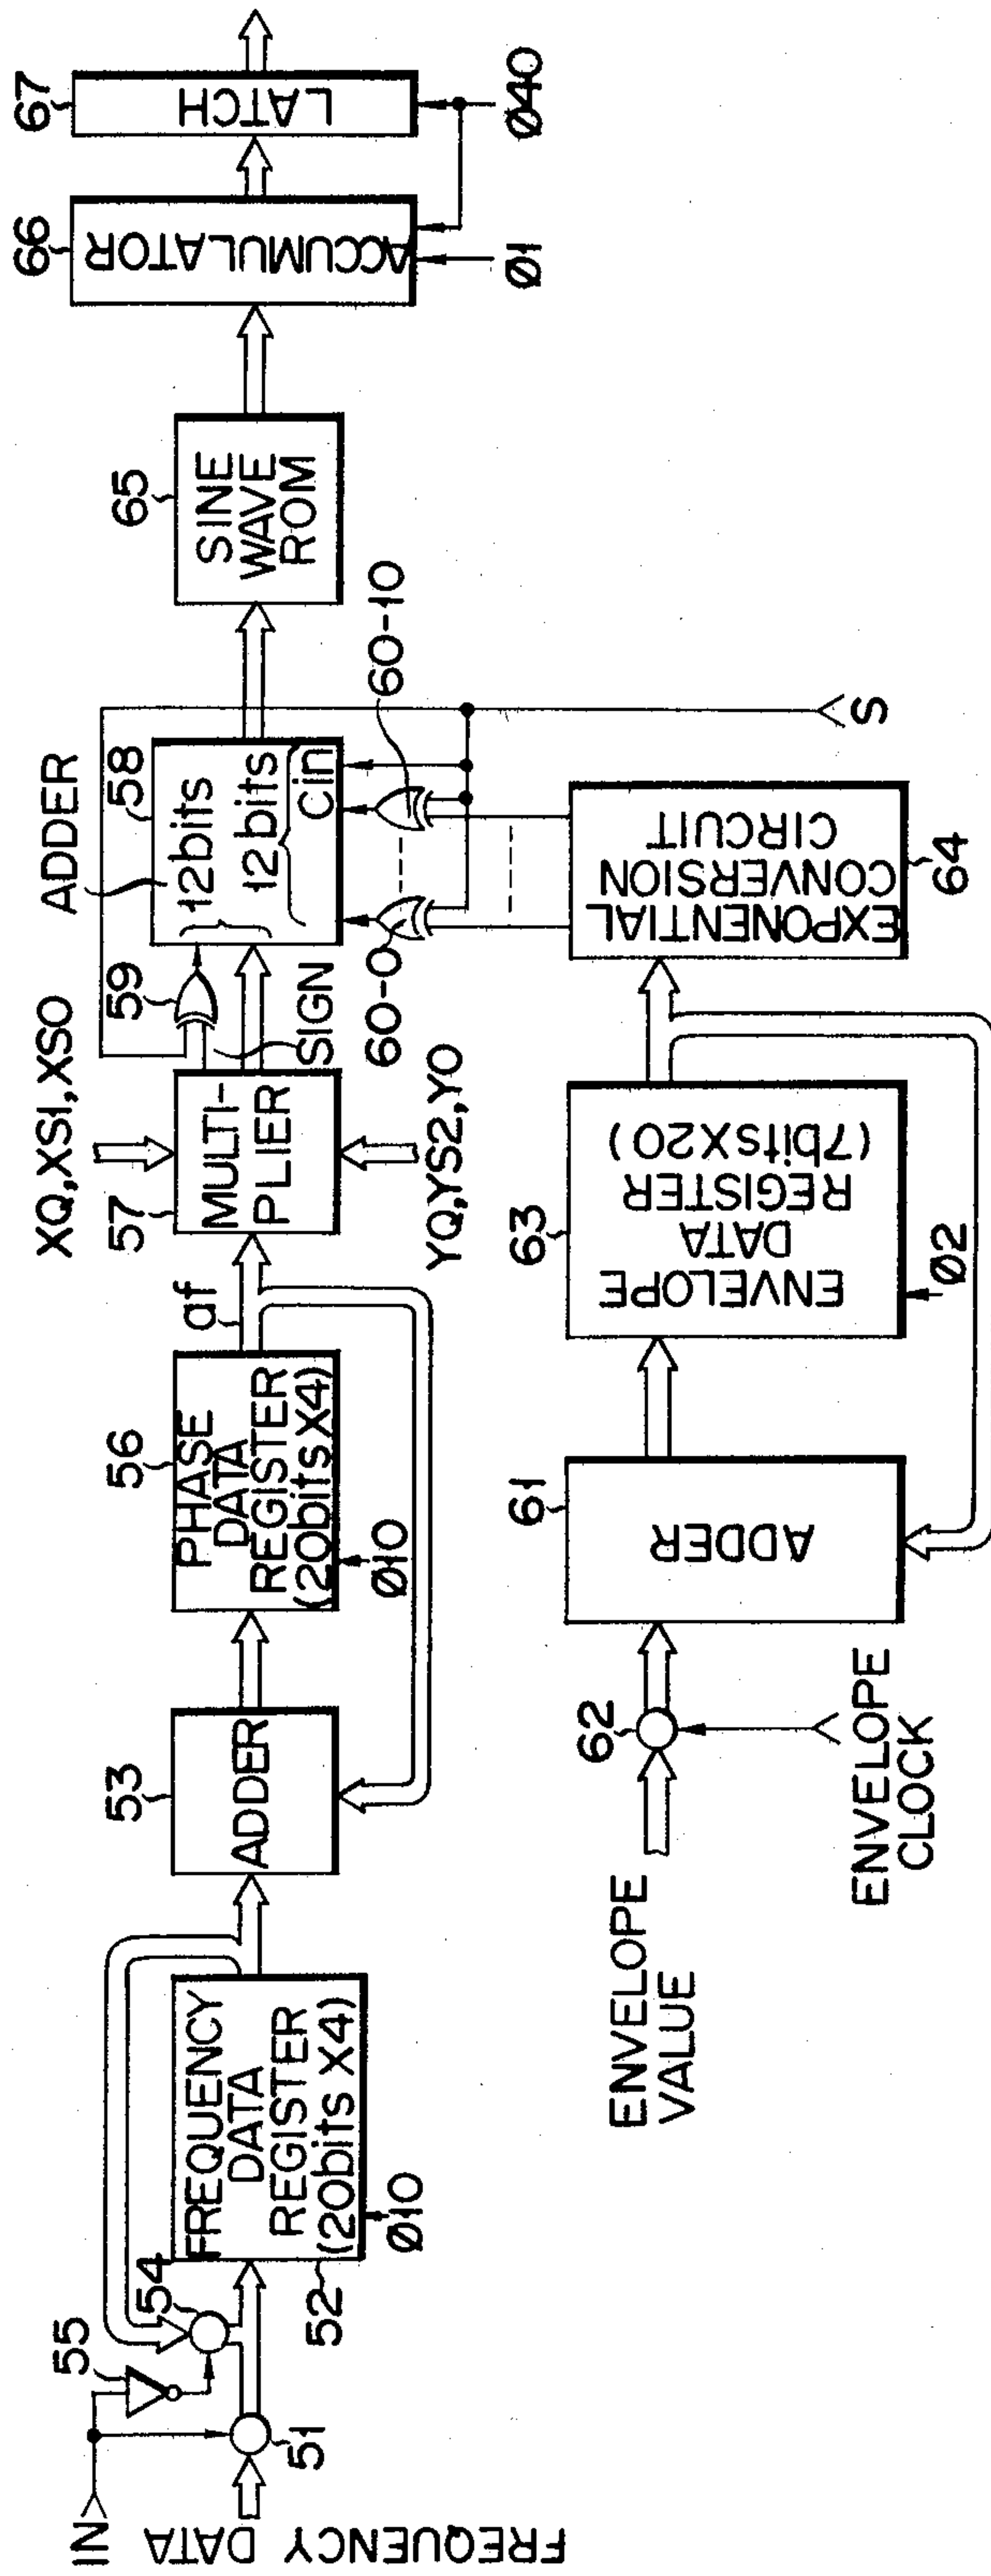 IN
FREQUENCY DATA
51
55
54
52
FREQUENCY
DATA
REGISTER
(20bits X4)
Ø10
53
ADDER
56
PHASE
DATA
REGISTER
(20bits X4)
Ø10
af
XQ,XS1,XS0
57
MULTI-
PLIER
YQ,YS2,Y0
SIGN
59
ADDER
58
12bits
12bits
Cin
60-0
60-10
S
65
SINE
WAVE
ROM
66
ACCUMULATOR
Ø1
67
LATCH
Ø40
ENVELOPE
VALUE
62
ENVELOPE
CLOCK
61
ADDER
63
ENVELOPE
DATA
REGISTER
(7bitsX20)
Ø2
EXPONENTIAL
CONVERSION
CIRCUIT
64